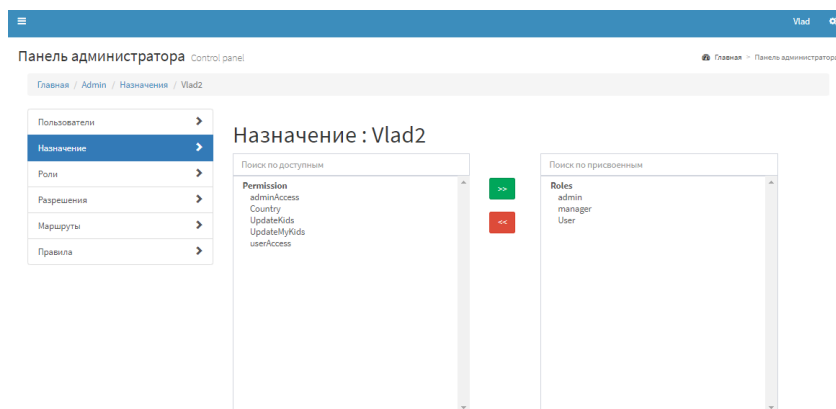 Vlad
Панель администратора Control panel
Главная > Панель администратора
Главная / Admin / Назначения / Vlad2
Пользователи
Назначение
Роли
Разрешения
Маршруты
Правила
Назначение : Vlad2
Поиск по доступным
Permission
adminAccess
Country
UpdateKids
UpdateMyKids
userAccess
>>
<<
Поиск по присвоенным
Roles
admin
manager
User